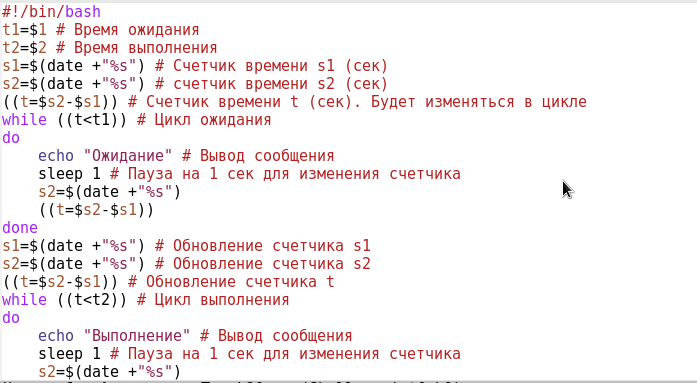 #!/bin/bash
t1=$1 # Время ожидания
t2=$2 # Время выполнения
s1=$(date +"%s") # Счетчик времени s1 (сек)
s2=$(date +"%s") # счетчик времени s2 (сек)
((t=$s2-$s1)) # Счетчик времени t (сек). Будет изменяться в цикле
while ((t<t1)) # Цикл ожидания
do
    echo "Ожидание" # Вывод сообщения
    sleep 1 # Пауза на 1 сек для изменения счетчика
    s2=$(date +"%s")
    ((t=$s2-$s1))
done
s1=$(date +"%s") # Обновление счетчика s1
s2=$(date +"%s") # Обновление счетчика s2
((t=$s2-$s1)) # Обновление счетчика t
while ((t<t2)) # Цикл выполнения
do
    echo "Выполнение" # Вывод сообщения
    sleep 1 # Пауза на 1 сек для изменения счетчика
    s2=$(date +"%s")